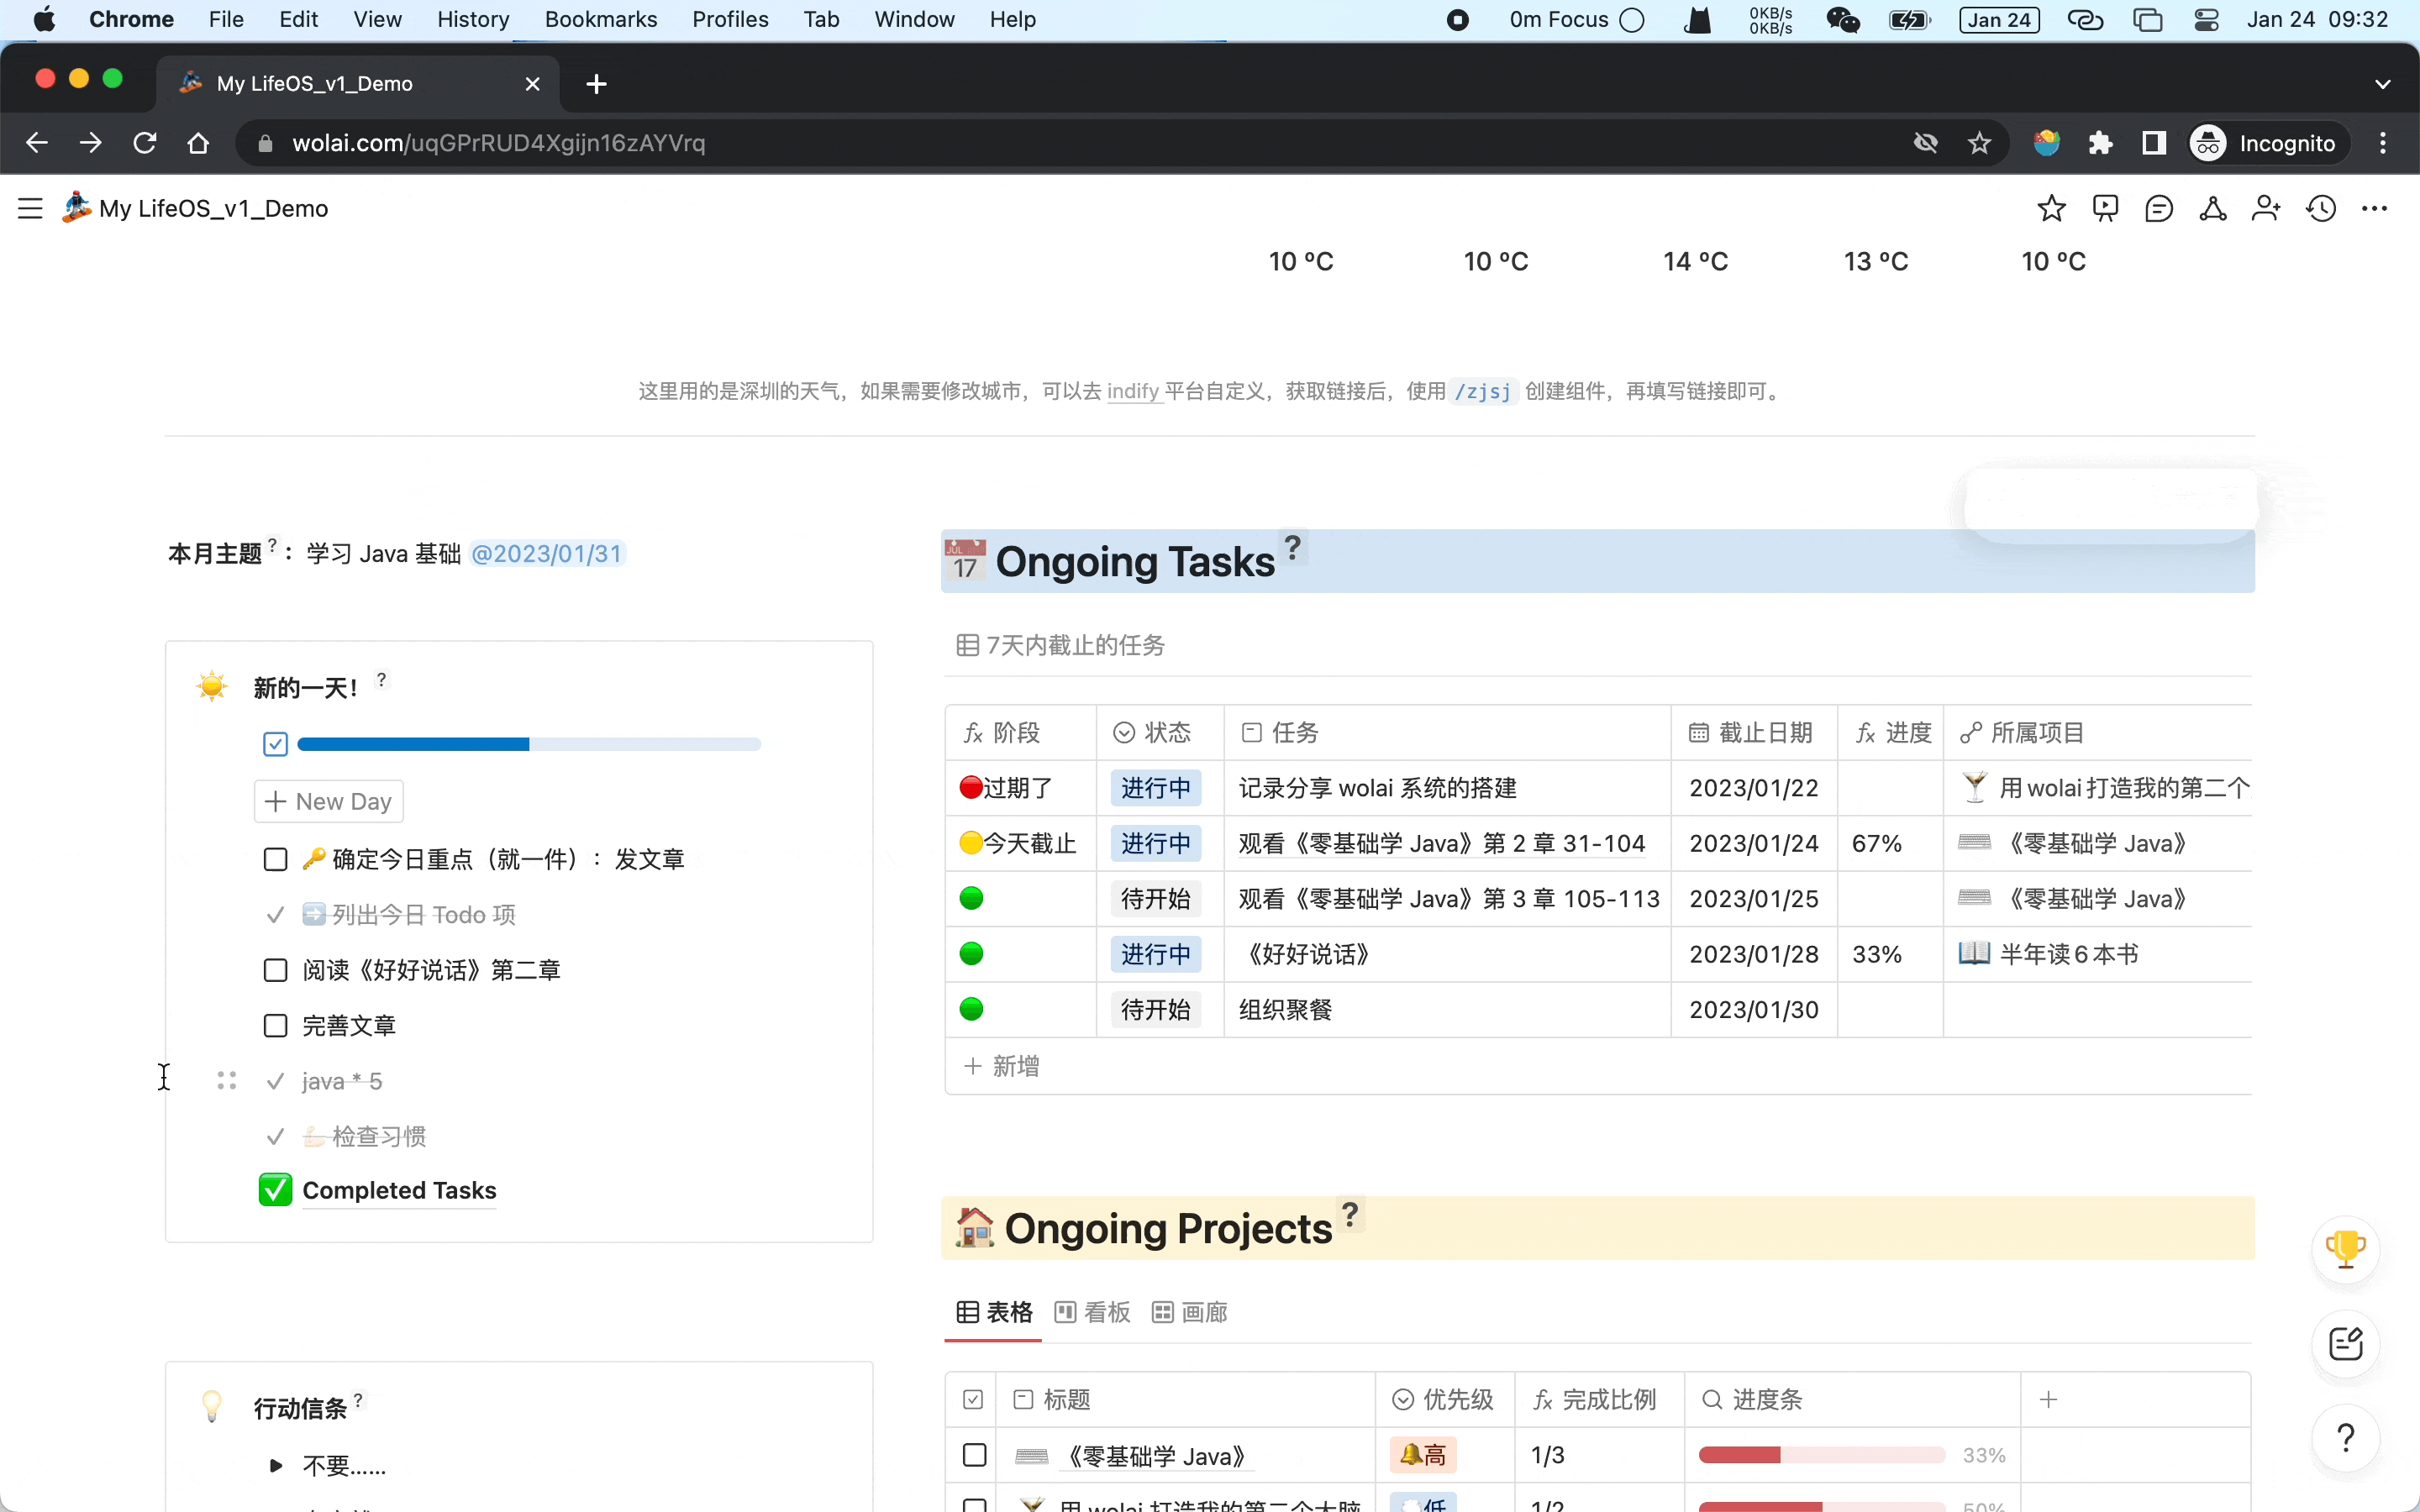 Chrome File Edit View History Bookmarks Profiles Tab Window Help 0m Focus 0KB/s 0KB/s Jan 24 Jan 24 09:32
My LifeOS_v1_Demo
wolai.com/uqGPrRUD4Xgijn16zAYVrq Incognito
My LifeOS_v1_Demo
10 ºC 10 ºC 14 ºC 13 ºC 10 ºC
这里用的是深圳的天气，如果需要修改城市，可以去 indify 平台自定义，获取链接后，使用 /zjsj 创建组件，再填写链接即可。
本月主题 ?： 学习 Java 基础 @2023/01/31
新的一天！ ?
New Day
🔑确定今日重点（就一件）：发文章
➡️列出今日 Todo 项
阅读《好好说话》第二章
完善文章
java * 5
💪🏻检查习惯
Completed Tasks
行动信条 ?
不要……
JUL 17 Ongoing Tasks ?
7天内截止的任务
fx 阶段 状态 任务 截止日期 fx 进度 所属项目
🔴过期了 进行中 记录分享 wolai 系统的搭建 2023/01/22 用 wolai 打造我的第二个
🟡今天截止 进行中 观看《零基础学 Java》第 2 章 31-104 2023/01/24 67% 《零基础学 Java》
🟢 待开始 观看《零基础学 Java》第 3 章 105-113 2023/01/25 《零基础学 Java》
🟢 进行中 《好好说话》 2023/01/28 33% 半年读 6 本书
🟢 待开始 组织聚餐 2023/01/30
新增
Ongoing Projects ?
表格 看板 画廊
标题 优先级 fx 完成比例 进度条
《零基础学 Java》 🔔高 1/3 33%
用 wolai 打造我的第二个大脑 低 1/2 50%
?